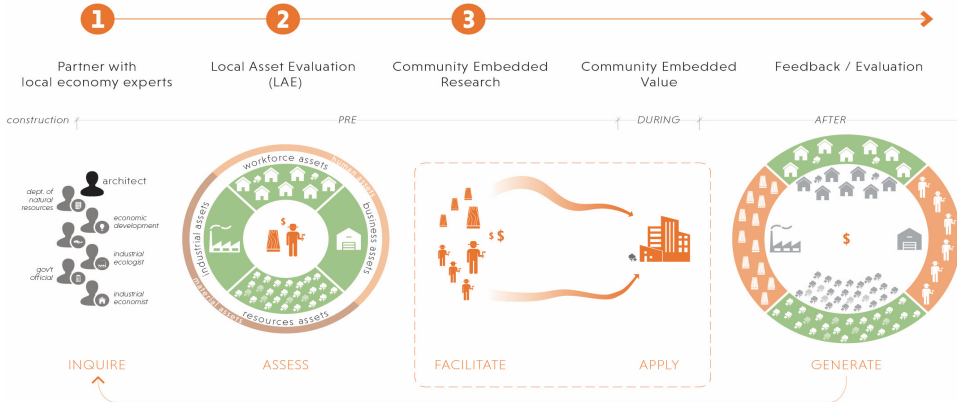 1
2
3
Partner with
local economy experts
Local Asset Evaluation
(LAE)
Community Embedded
Research
Community Embedded
Value
Feedback / Evaluation
construction
PRE
DURING
AFTER
architect
dept. of
natural
resources
economic
development
gov't
official
industrial
ecologist
industrial
economist
workforce assets
human assets
industrial assets
business assets
material assets
resources assets
$
$ $
$
INQUIRE
ASSESS
FACILITATE
APPLY
GENERATE